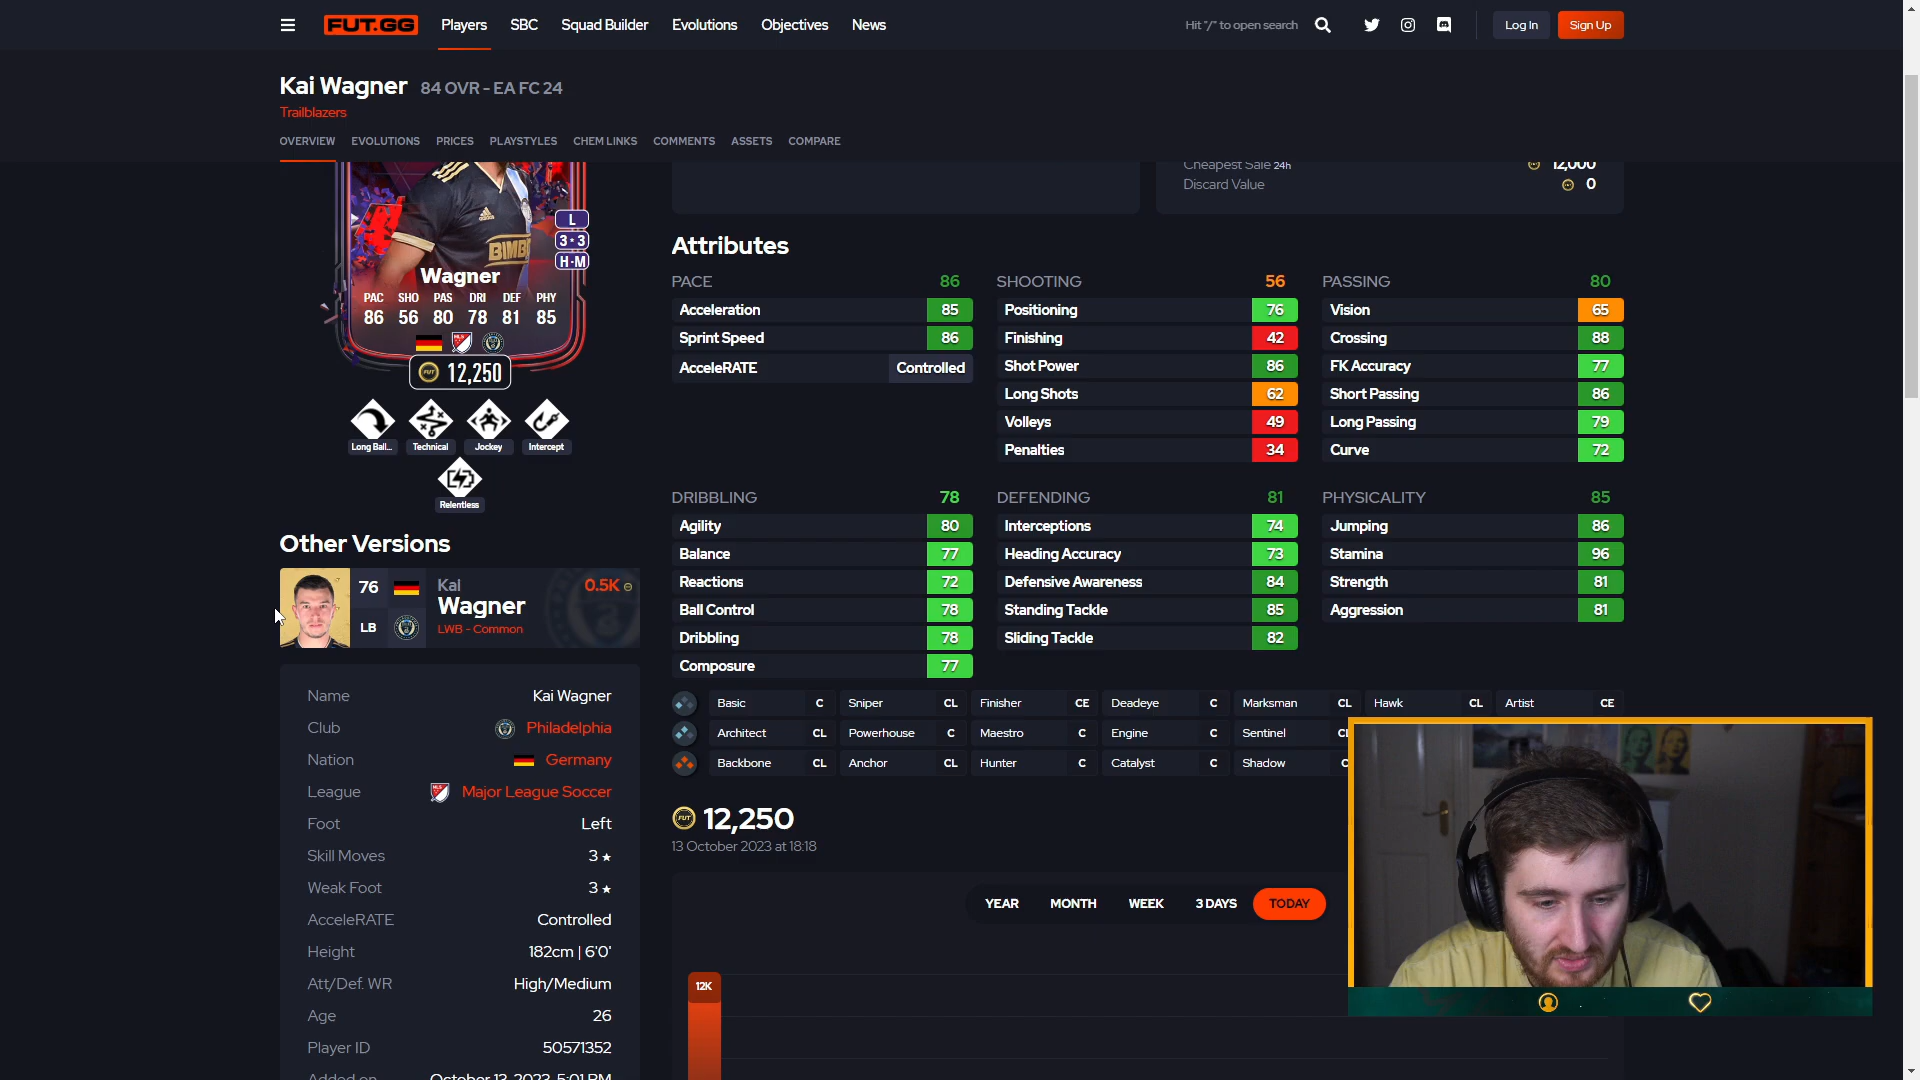 FUT.GG Players SBC Squad Builder Evolutions Objectives News Hit "/" to open search Log In Sign Up
Kai Wagner 84 OVR - EA FC 24
Trailblazers
OVERVIEW EVOLUTIONS PRICES PLAYSTYLES CHEM LINKS COMMENTS ASSETS COMPARE
Cheapest Sale 24h 12,000
Discard Value 0
L
3 ⋆ 3
H-M
BIMB
Wagner
PAC SHO PAS DRI DEF PHY
86 56 80 78 81 85
12,250
Long Ball... Technical Jockey Intercept
Relentless
Attributes
PACE 86
Acceleration 85
Sprint Speed 86
AcceleRATE Controlled
SHOOTING 56
Positioning 76
Finishing 42
Shot Power 86
Long Shots 62
Volleys 49
Penalties 34
PASSING 80
Vision 65
Crossing 88
FK Accuracy 77
Short Passing 86
Long Passing 79
Curve 72
DRIBBLING 78
Agility 80
Balance 77
Reactions 72
Ball Control 78
Dribbling 78
Composure 77
DEFENDING 81
Interceptions 74
Heading Accuracy 73
Defensive Awareness 84
Standing Tackle 85
Sliding Tackle 82
PHYSICALITY 85
Jumping 86
Stamina 96
Strength 81
Aggression 81
Basic C Sniper CL Finisher CE Deadeye C Marksman CL Hawk CL Artist CE
Architect CL Powerhouse C Maestro C Engine C Sentinel CL
Backbone CL Anchor CL Hunter C Catalyst C Shadow C
12,250
13 October 2023 at 18:18
YEAR MONTH WEEK 3 DAYS TODAY
12K
Other Versions
76 Kai 0.5K
Wagner
LB LWB - Common
Name Kai Wagner
Club Philadelphia
Nation Germany
League Major League Soccer
Foot Left
Skill Moves 3 ★
Weak Foot 3 ★
AcceleRATE Controlled
Height 182cm | 6'0'
Att/Def. WR High/Medium
Age 26
Player ID 50571352
Added on October 13, 2023, 5:01 PM